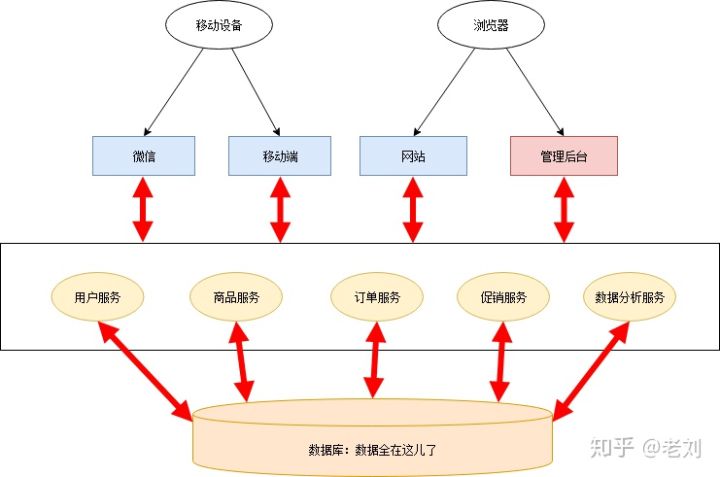 移动设备
浏览器
微信
移动端
网站
管理后台
用户服务
商品服务
订单服务
促销服务
数据分析服务
数据库：数据全在这儿了
知乎 @老刘